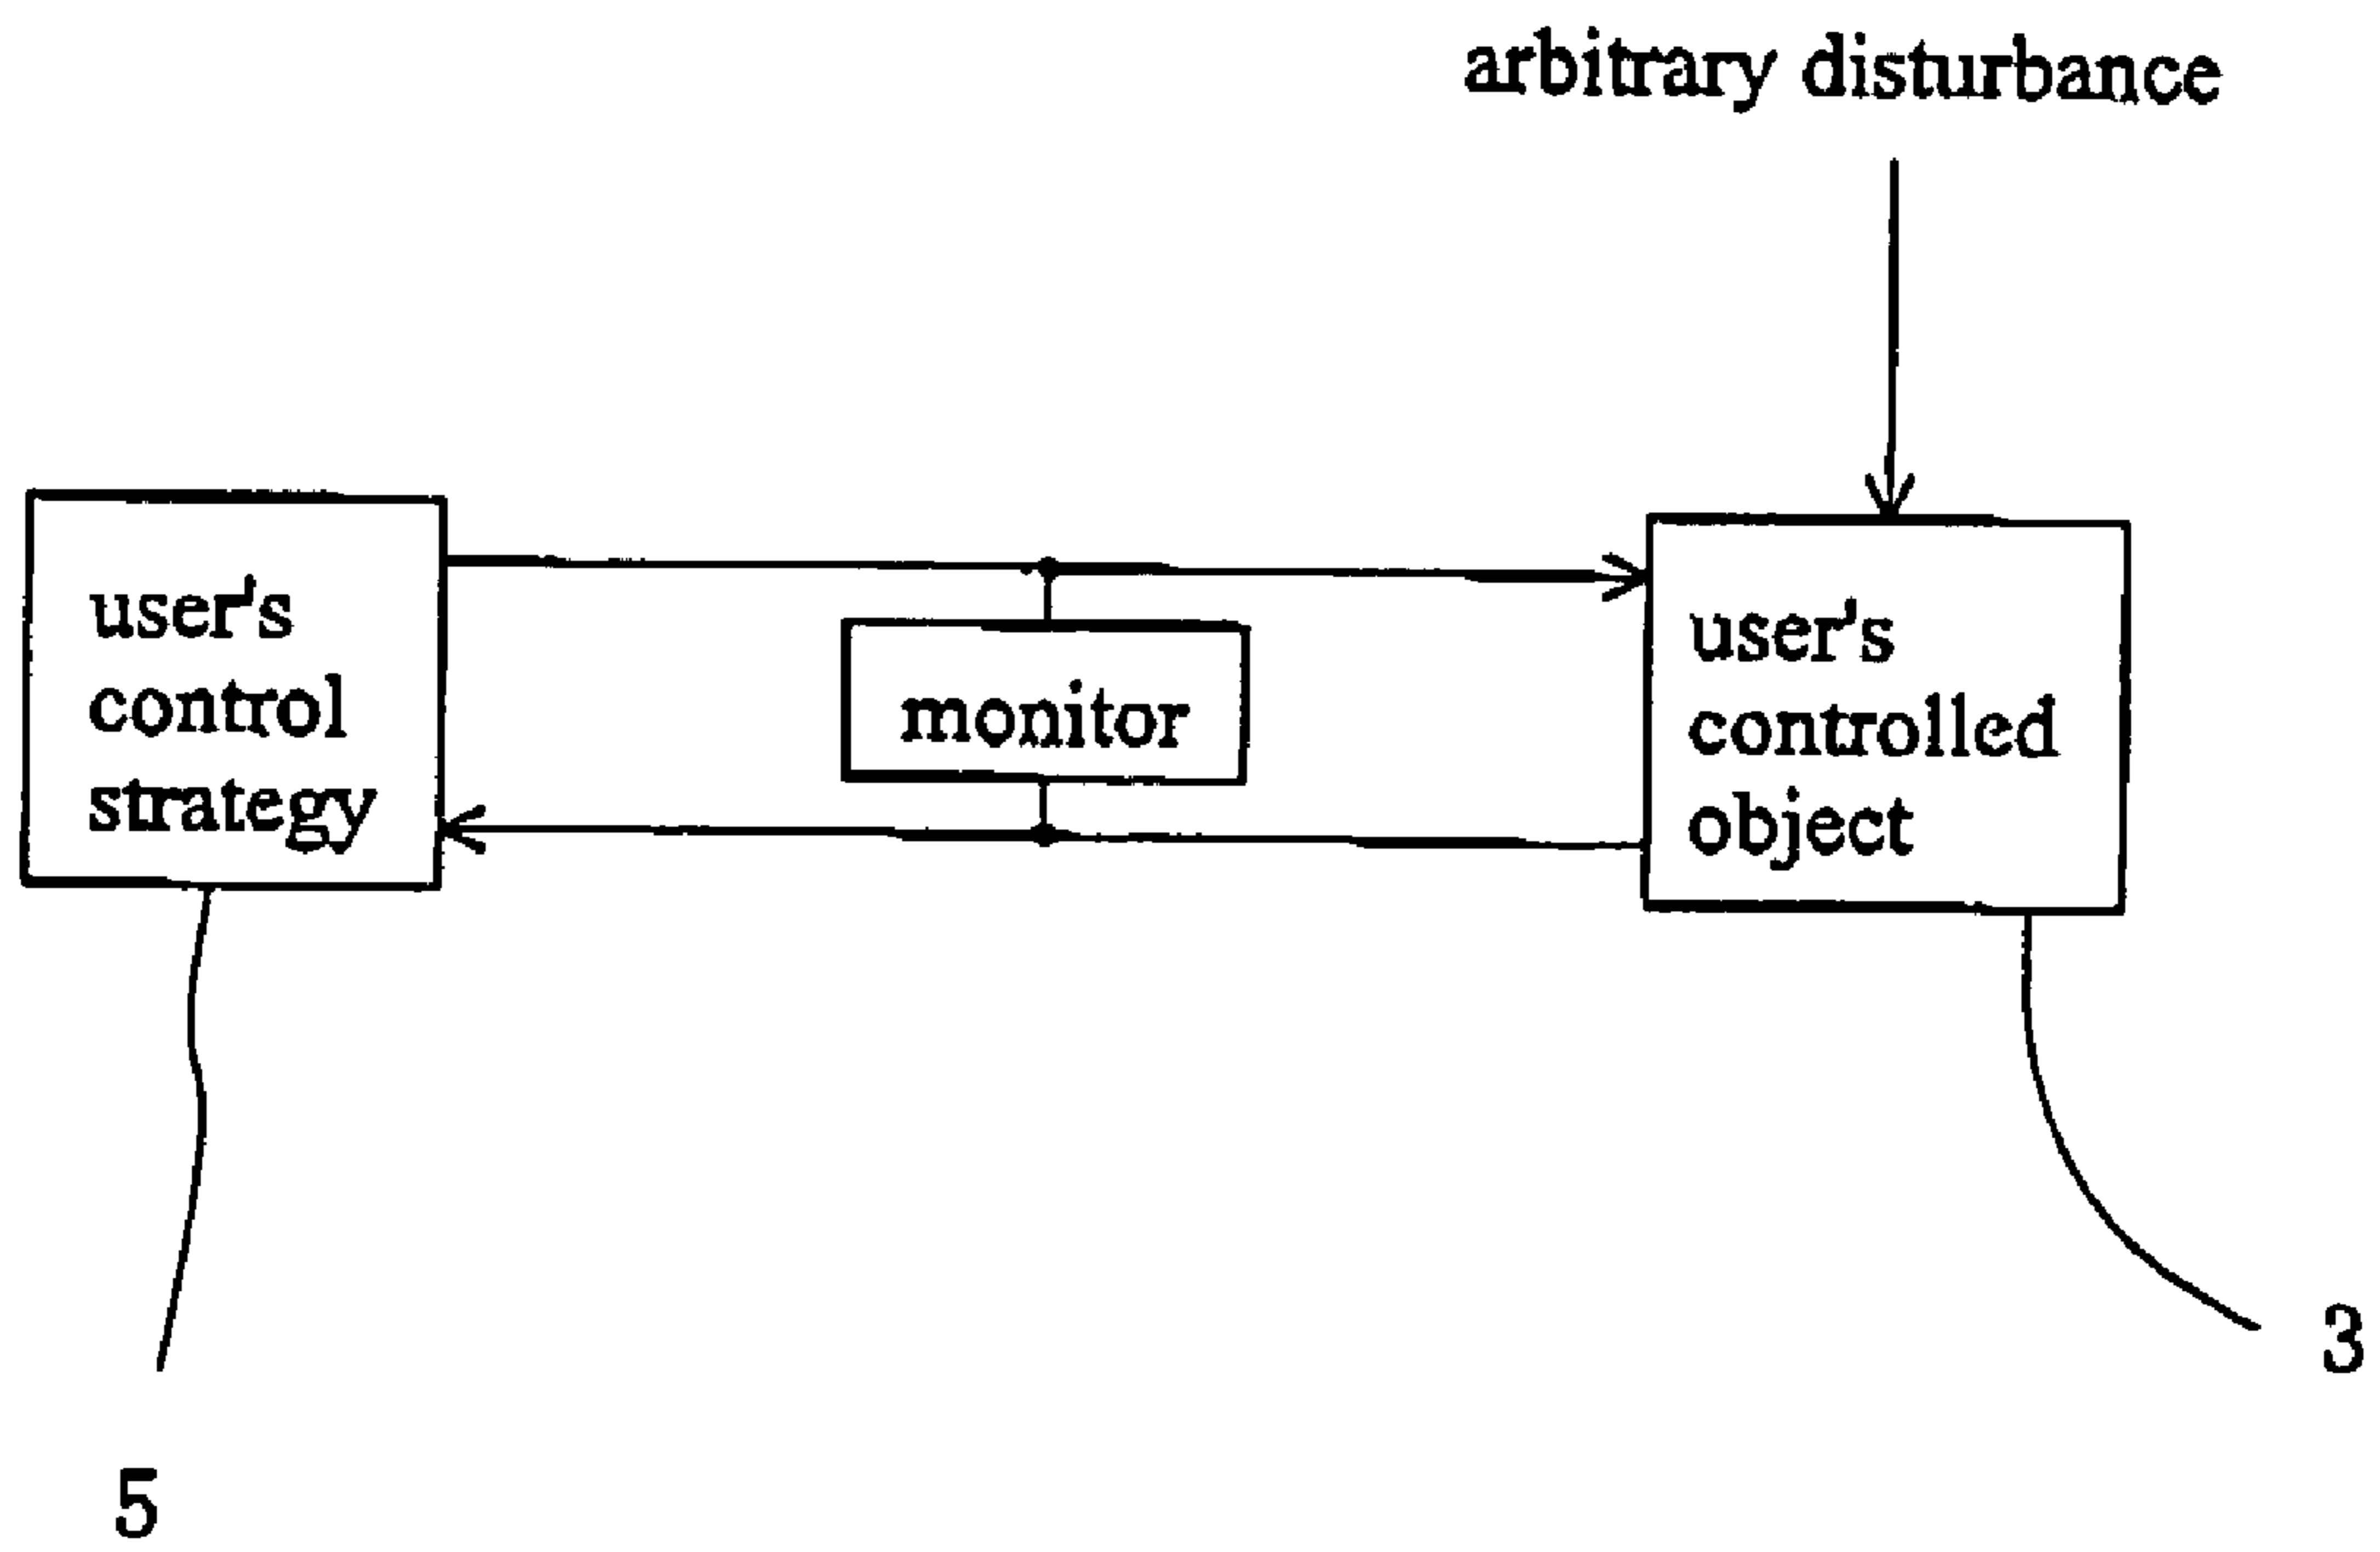 arbitrary disturbance
user's
control
strategy
monitor
user's
controlled
object
3
5